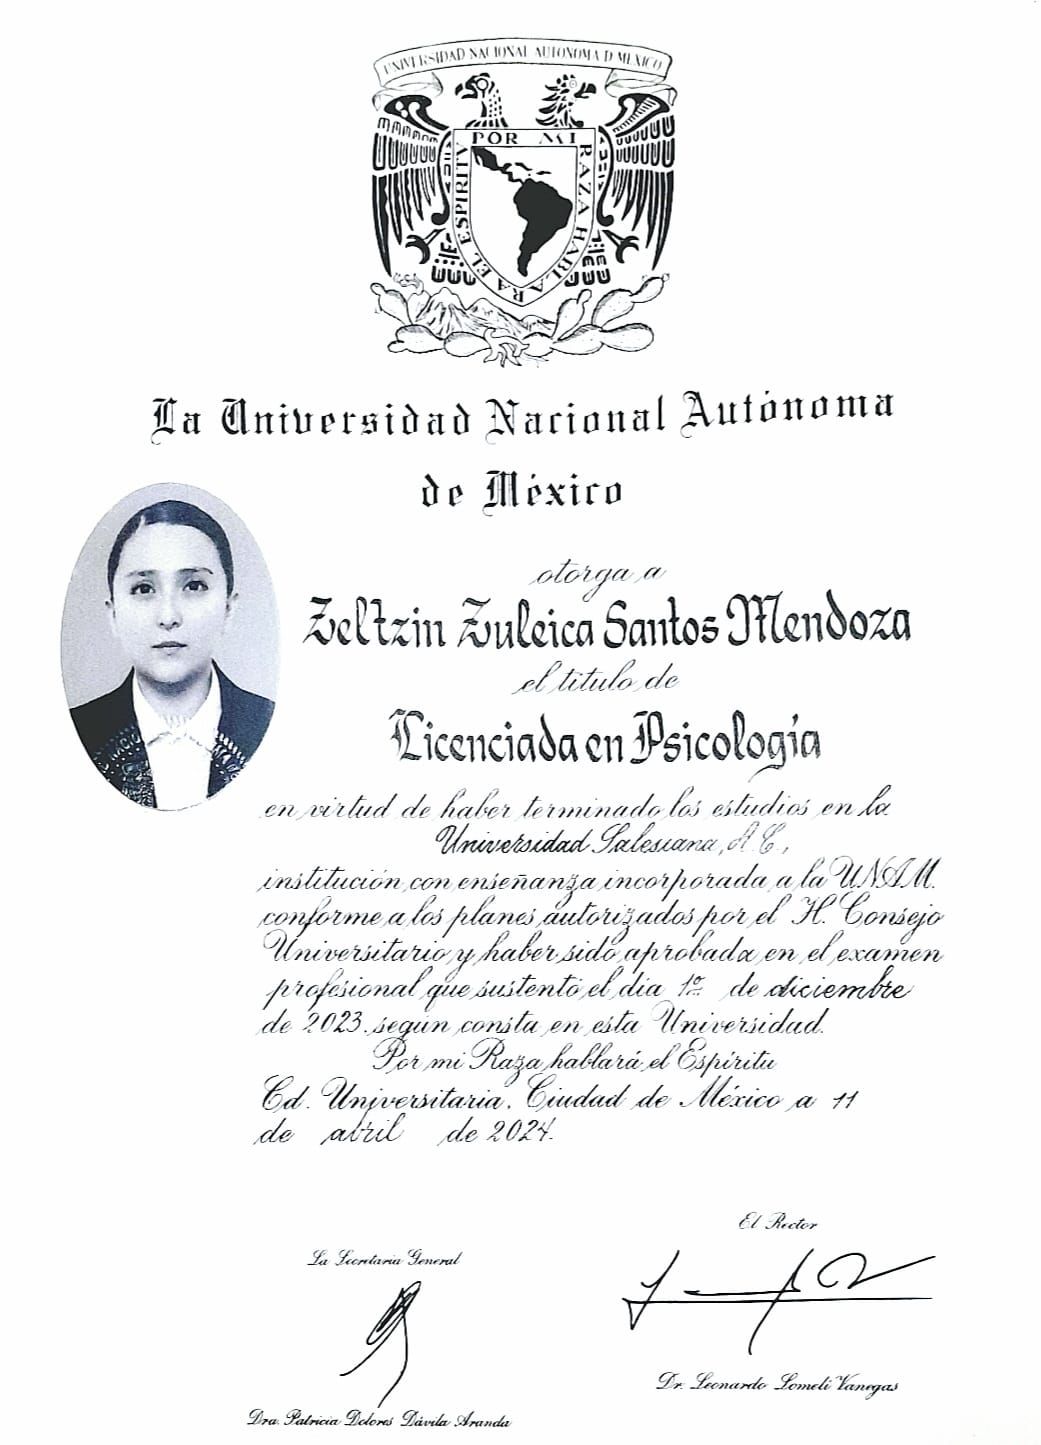 UNIVERSIDAD NACIONAL AUTONOMA D MEXICO
POR MI RAZA HABLARA EL ESPIRITU
La Universidad Nacional Autónoma
de México
otorga a
Zeltzin Zuleica Santos Mendoza
el título de
Licenciada en Psicología
en virtud de haber terminado los estudios en la
Universidad Salesiana, A.C.,
institución con enseñanza incorporada a la UNAM.
conforme a los planes autorizados por el H. Consejo
Universitario y haber sido aprobada en el examen
profesional que sustentó el día 1º de diciembre
de 2023. según consta en esta Universidad.
Por mi Raza hablará el Espíritu
Cd. Universitaria. Ciudad de México a 11
de abril de 2024.
El Rector
La Secretaria General
Dr. Leonardo Lomelí Vanegas
Dra. Patricia Dolores Dávila Aranda